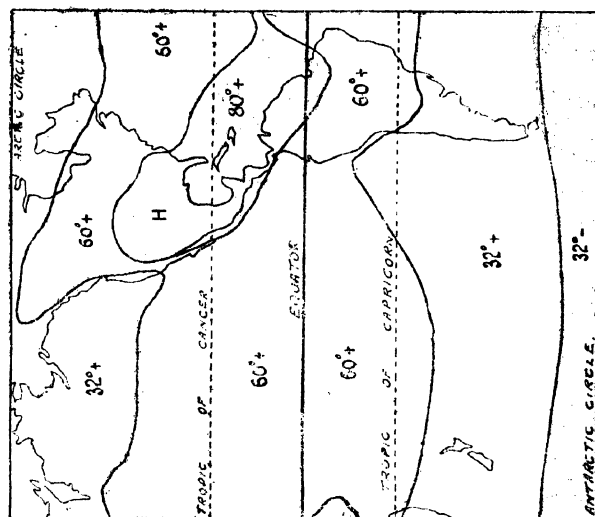 ARCTIC CIRCLE.
60°+
32°+
H
60°+
TROPIC OF CANCER
80°+
60°+
EQUATOR
60°+
60°+
TROPIC OF CAPRICORN
32°+
32°-
ANTARCTIC CIRCLE.